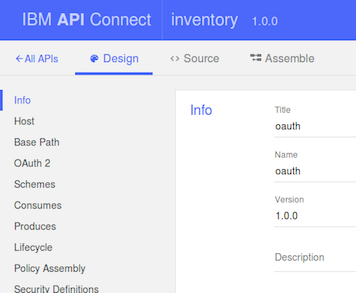 IBM API Connect inventory 1.0.0
All APIs Design Source Assemble
Info
Host
Base Path
OAuth 2
Schemes
Consumes
Produces
Lifecycle
Policy Assembly
Security Definitions
Info
Title
oauth
Name
oauth
Version
1.0.0
Description